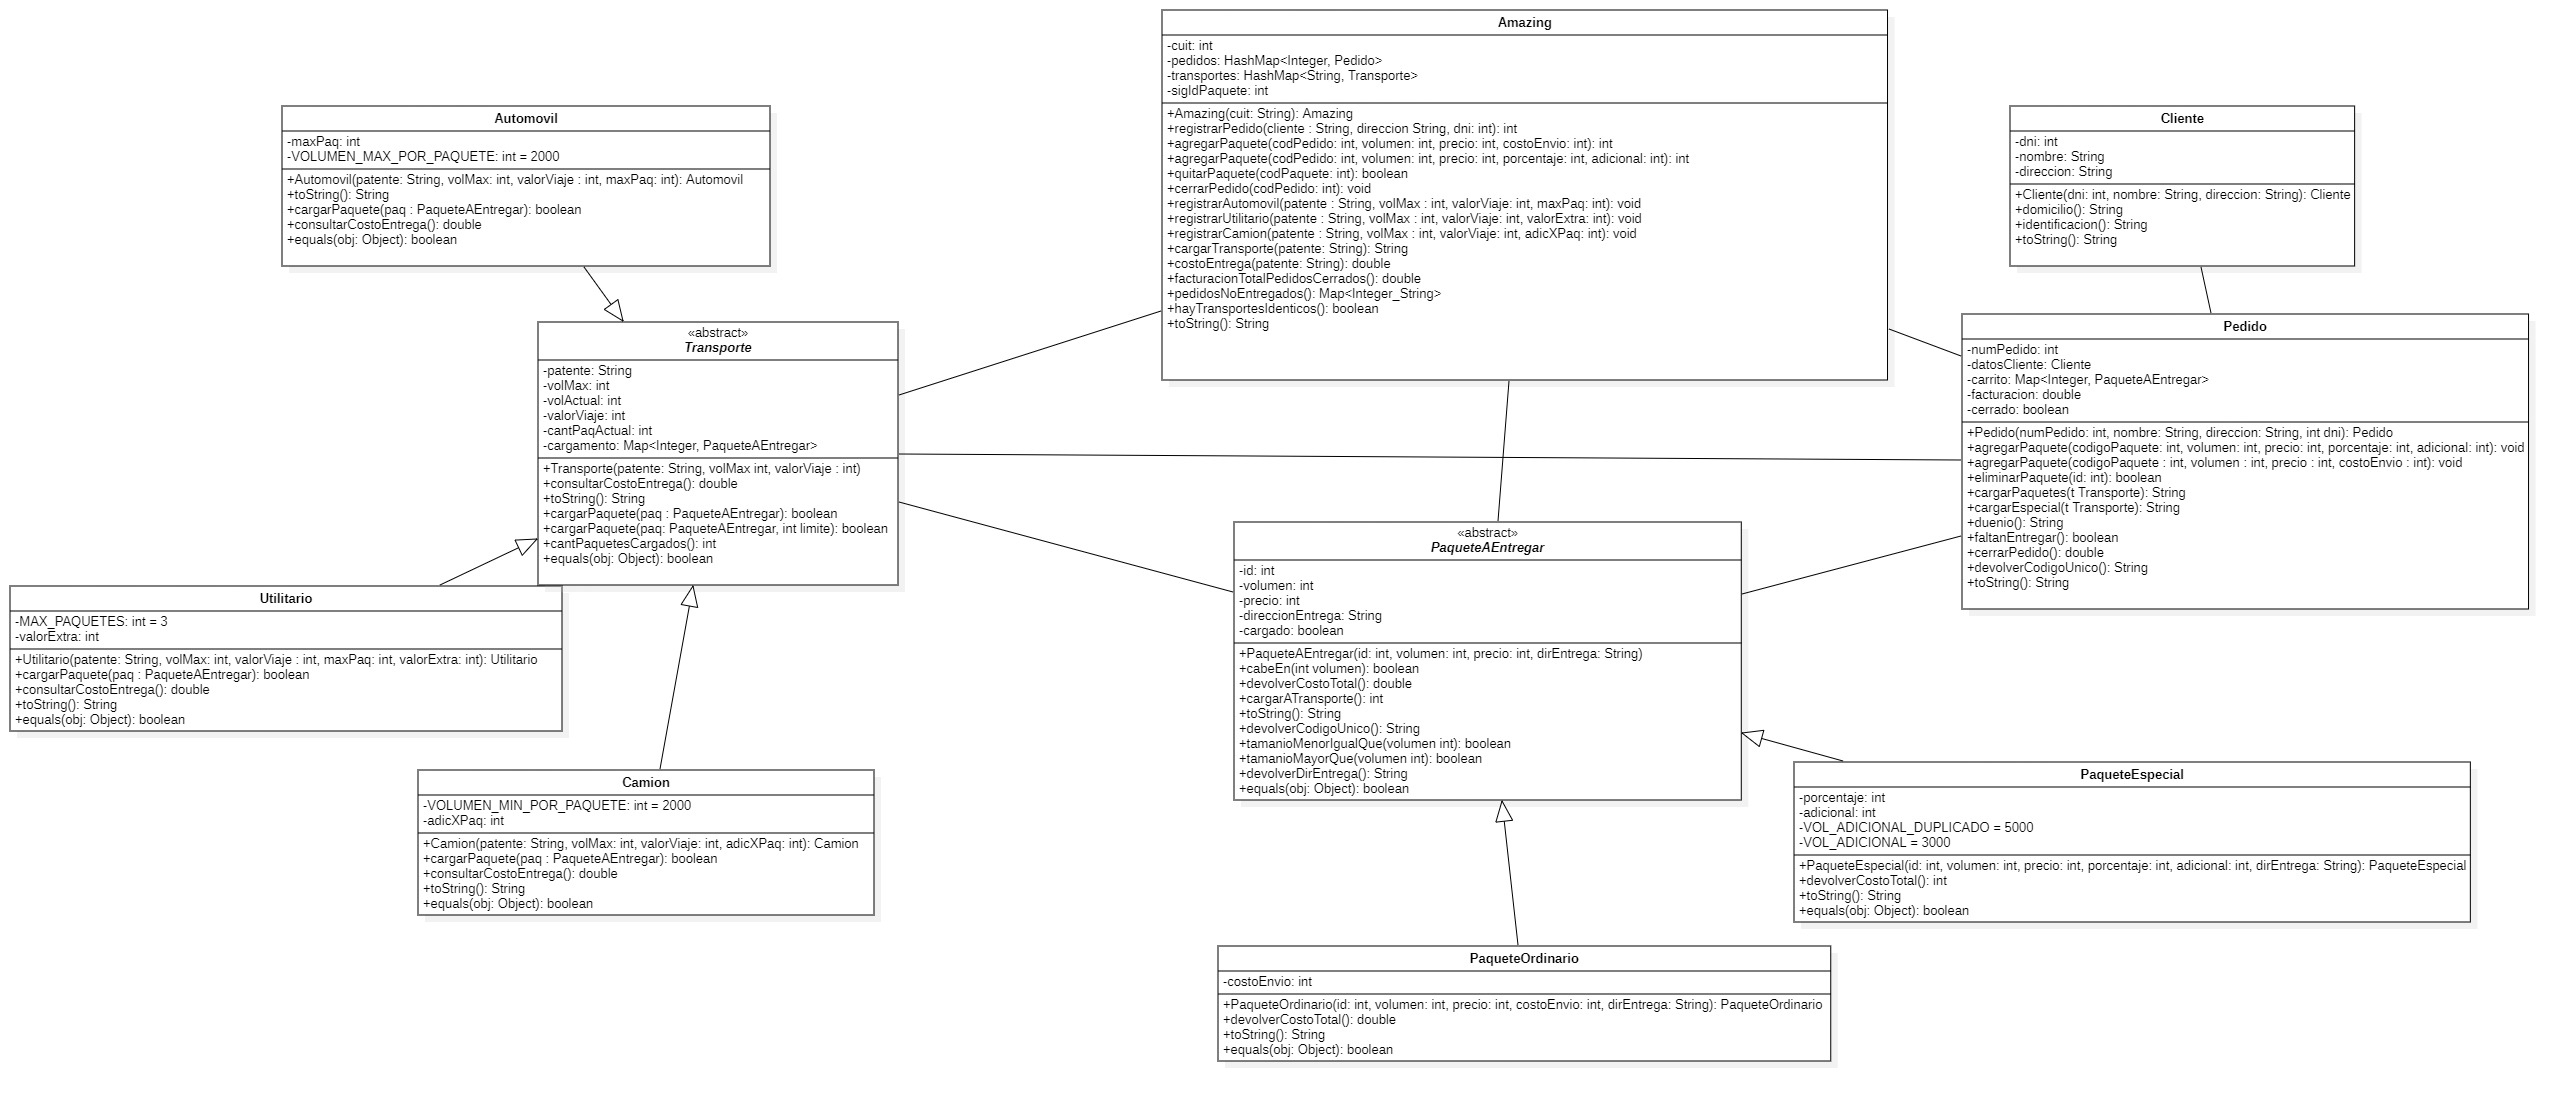 Amazing
-cuit: int
-pedidos: HashMap<Integer, Pedido>
-transportes: HashMap<String, Transporte>
-sigIdPaquete: int
+Amazing(cuit: String): Amazing
+registrarPedido(cliente : String, direccion String, dni: int): int
+agregarPaquete(codPedido: int, volumen: int, precio: int, costoEnvio: int): int
+agregarPaquete(codPedido: int, volumen: int, precio: int, porcentaje: int, adicional: int): int
+quitarPaquete(codPaquete: int): boolean
+cerrarPedido(codPedido: int): void
+registrarAutomovil(patente : String, volMax : int, valorViaje: int, maxPaq: int): void
+registrarUtilitario(patente : String, volMax : int, valorViaje: int, valorExtra: int): void
+registrarCamion(patente : String, volMax : int, valorViaje: int, adicXPaq: int): void
+cargarTransporte(patente: String): String
+costoEntrega(patente: String): double
+facturacionTotalPedidosCerrados(): double
+pedidosNoEntregados(): Map<Integer_String>
+hayTransportesIdenticos(): boolean
+toString(): String
Automovil
-maxPaq: int
-VOLUMEN_MAX_POR_PAQUETE: int = 2000
+Automovil(patente: String, volMax: int, valorViaje : int, maxPaq: int): Automovil
+toString(): String
+cargarPaquete(paq : PaqueteAEntregar): boolean
+consultarCostoEntrega(): double
+equals(obj: Object): boolean
Cliente
-dni: int
-nombre: String
-direccion: String
+Cliente(dni: int, nombre: String, direccion: String): Cliente
+domicilio(): String
+identificacion(): String
+toString(): String
«abstract»
Transporte
-patente: String
-volMax: int
-volActual: int
-valorViaje: int
-cantPaqActual: int
-cargamento: Map<Integer, PaqueteAEntregar>
+Transporte(patente: String, volMax int, valorViaje : int)
+consultarCostoEntrega(): double
+toString(): String
+cargarPaquete(paq : PaqueteAEntregar): boolean
+cargarPaquete(paq: PaqueteAEntregar, int limite): boolean
+cantPaquetesCargados(): int
+equals(obj: Object): boolean
Pedido
-numPedido: int
-datosCliente: Cliente
-carrito: Map<Integer, PaqueteAEntregar>
-facturacion: double
-cerrado: boolean
+Pedido(numPedido: int, nombre: String, direccion: String, int dni): Pedido
+agregarPaquete(codigoPaquete: int, volumen: int, precio: int, porcentaje: int, adicional: int): void
+agregarPaquete(codigoPaquete : int, volumen : int, precio : int, costoEnvio : int): void
+eliminarPaquete(id: int): boolean
+cargarPaquetes(t Transporte): String
+cargarEspecial(t Transporte): String
+duenio(): String
+faltanEntregar(): boolean
+cerrarPedido(): double
+devolverCodigoUnico(): String
+toString(): String
«abstract»
PaqueteAEntregar
-id: int
-volumen: int
-precio: int
-direccionEntrega: String
-cargado: boolean
+PaqueteAEntregar(id: int, volumen: int, precio: int, dirEntrega: String)
+cabeEn(int volumen): boolean
+devolverCostoTotal(): double
+cargarATransporte(): int
+toString(): String
+devolverCodigoUnico(): String
+tamanioMenorIgualQue(volumen int): boolean
+tamanioMayorQue(volumen int): boolean
+devolverDirEntrega(): String
+equals(obj: Object): boolean
Utilitario
-MAX_PAQUETES: int = 3
-valorExtra: int
+Utilitario(patente: String, volMax: int, valorViaje : int, maxPaq: int, valorExtra: int): Utilitario
+cargarPaquete(paq : PaqueteAEntregar): boolean
+consultarCostoEntrega(): double
+toString(): String
+equals(obj: Object): boolean
Camion
-VOLUMEN_MIN_POR_PAQUETE: int = 2000
-adicXPaq: int
+Camion(patente: String, volMax: int, valorViaje: int, adicXPaq: int): Camion
+cargarPaquete(paq : PaqueteAEntregar): boolean
+consultarCostoEntrega(): double
+toString(): String
+equals(obj: Object): boolean
PaqueteEspecial
-porcentaje: int
-adicional: int
-VOL_ADICIONAL_DUPLICADO = 5000
-VOL_ADICIONAL = 3000
+PaqueteEspecial(id: int, volumen: int, precio: int, porcentaje: int, adicional: int, dirEntrega: String): PaqueteEspecial
+devolverCostoTotal(): int
+toString(): String
+equals(obj: Object): boolean
PaqueteOrdinario
-costoEnvio: int
+PaqueteOrdinario(id: int, volumen: int, precio: int, costoEnvio: int, dirEntrega: String): PaqueteOrdinario
+devolverCostoTotal(): double
+toString(): String
+equals(obj: Object): boolean